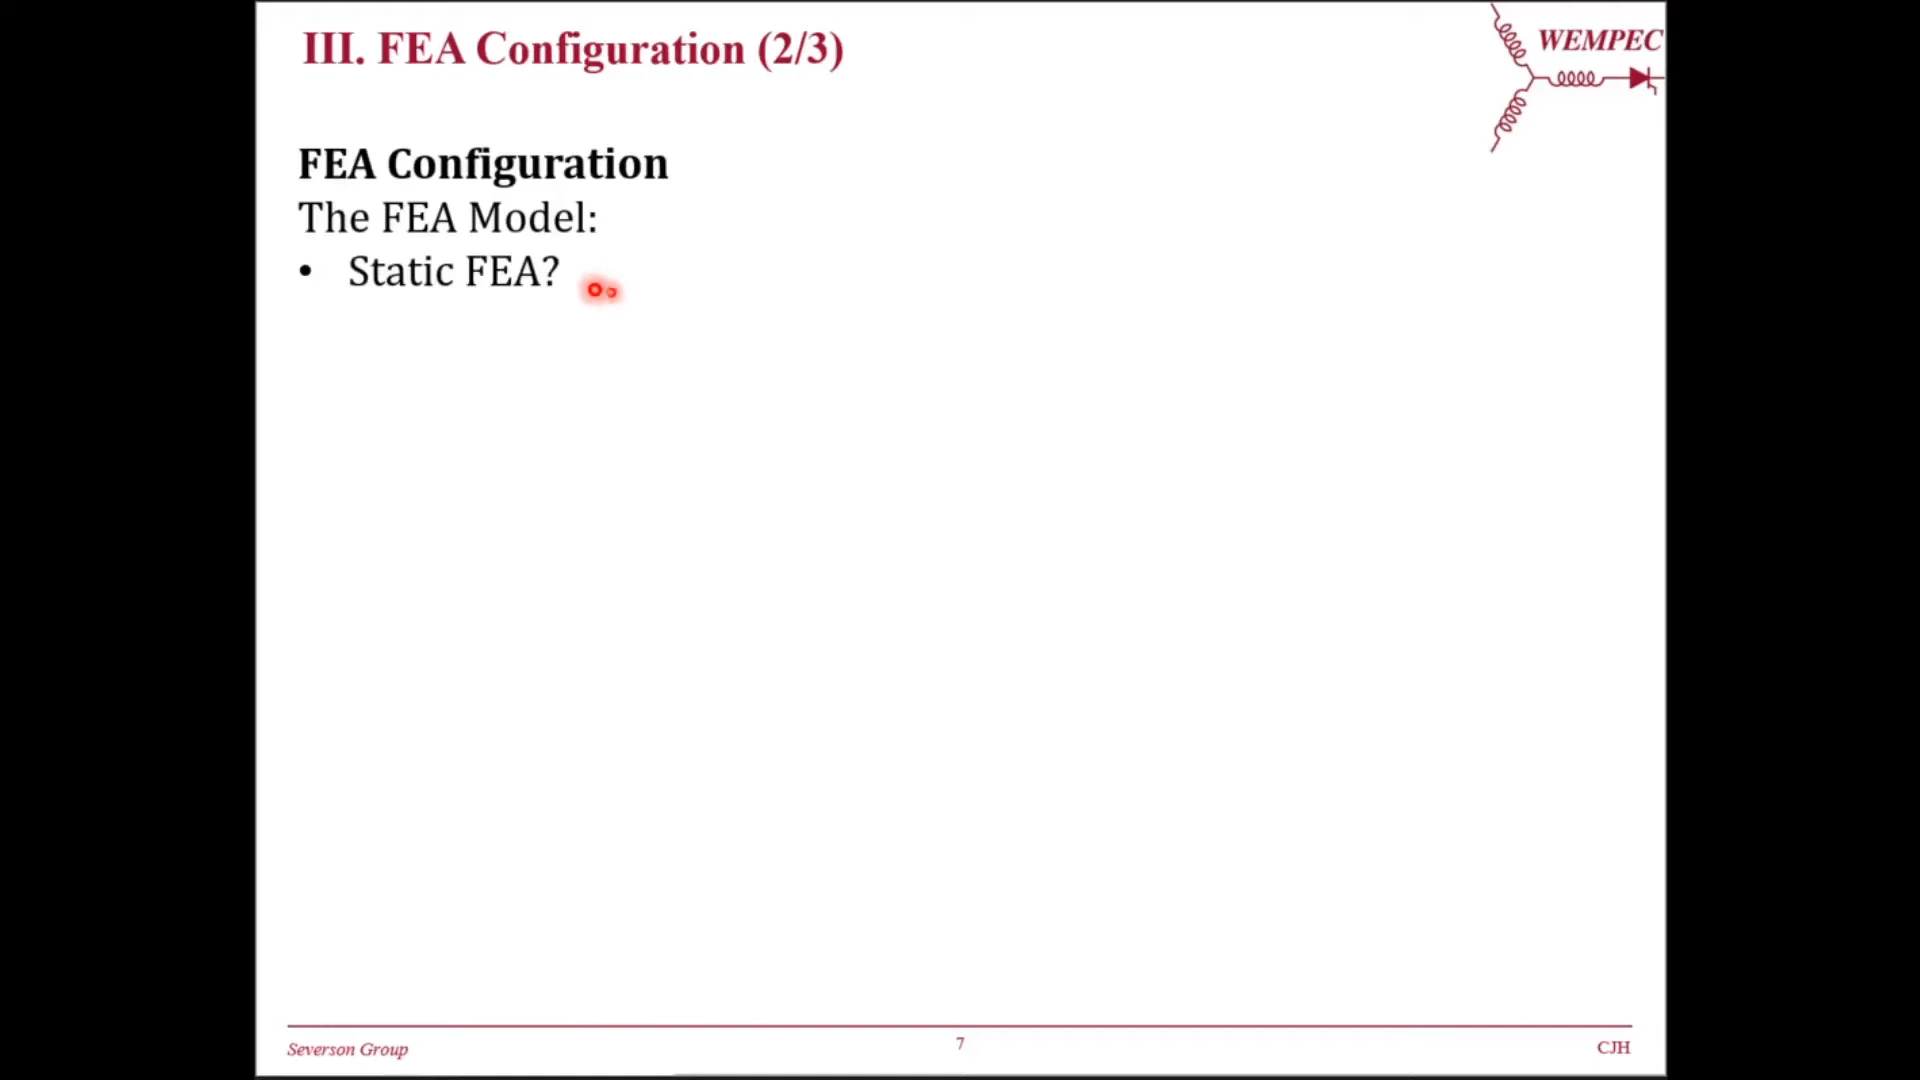 III. FEA Configuration (2/3)
WEMPEC
FEA Configuration
The FEA Model:
• Static FEA?
Severson Group
7
CJH